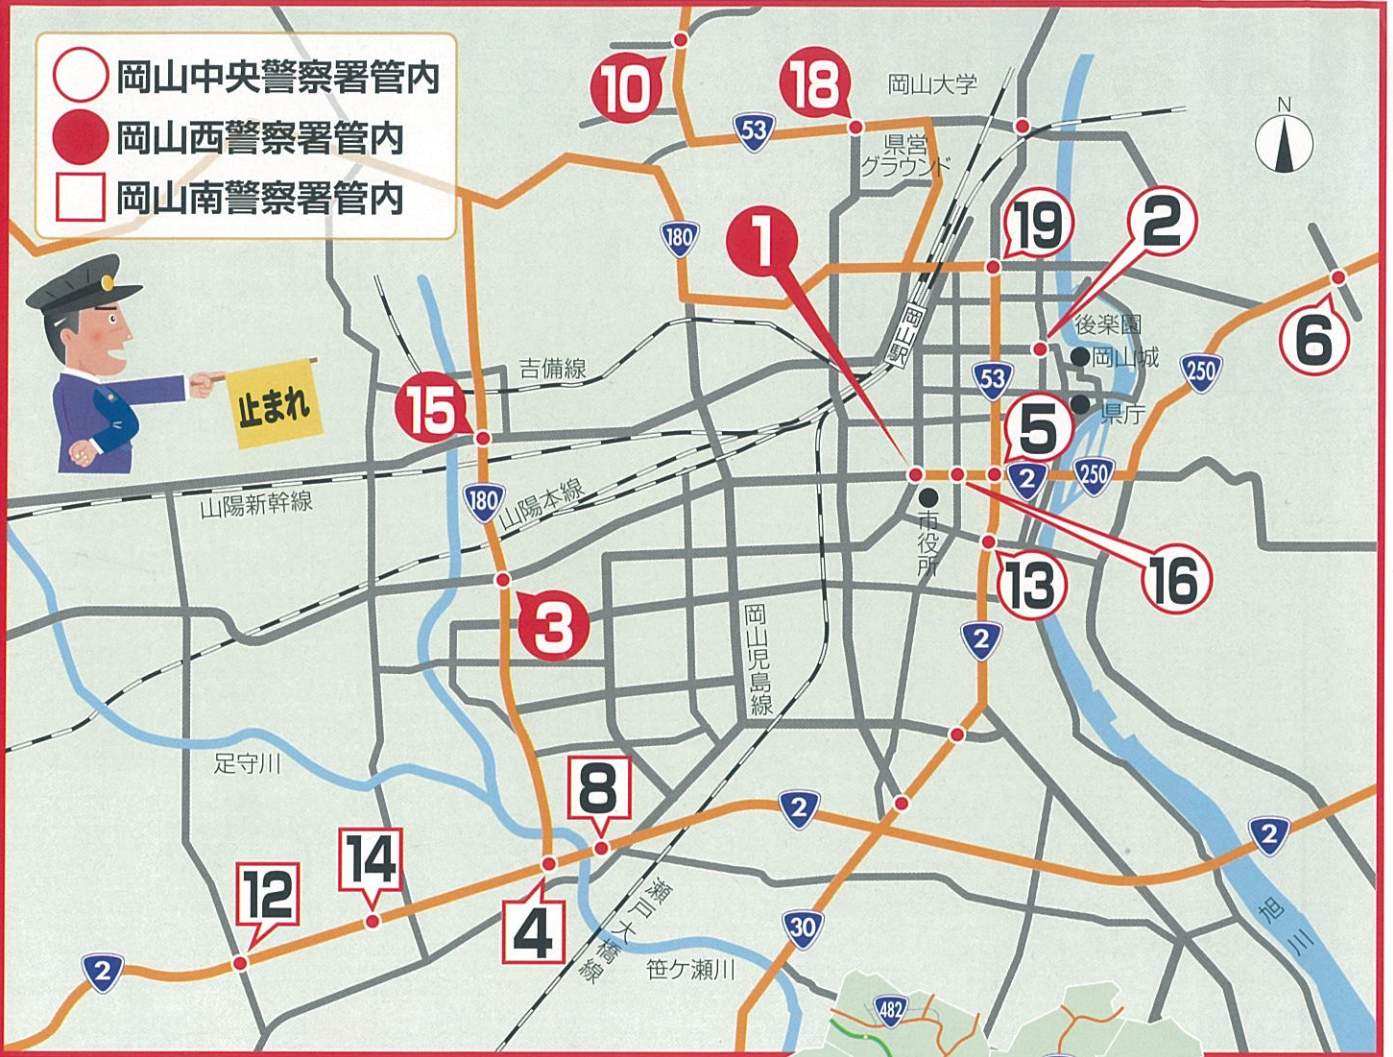 岡山中央警察署管内
岡山西警察署管内
岡山南警察署管内
10
18
岡山大学
53
県営
グラウンド
N
180
1
19
2
岡山駅
後楽園
岡山城
6
吉備線
53
250
15
止まれ
県庁
5
2
250
山陽新幹線
180
山陽本線
市役所
13
16
3
岡山児島線
2
足守川
8
2
2
14
12
4
瀬戸大橋線
30
旭川
2
笹ケ瀬川
482